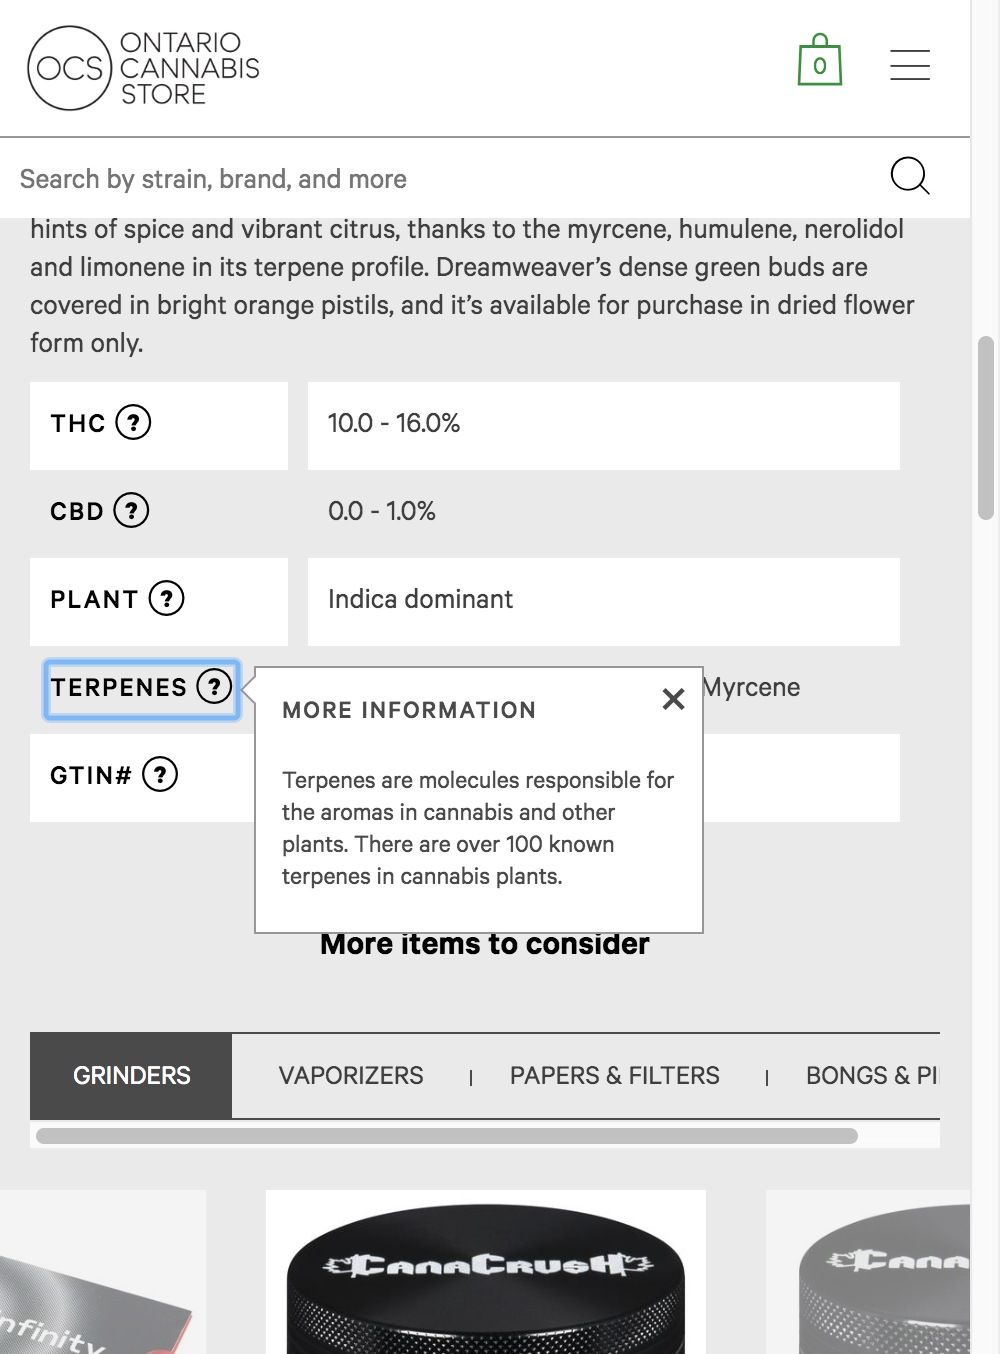 OCS
ONTARIO
CANNABIS
STORE
0
Search by strain, brand, and more
hints of spice and vibrant citrus, thanks to the myrcene, humulene, nerolidol
and limonene in its terpene profile. Dreamweaver’s dense green buds are
covered in bright orange pistils, and it’s available for purchase in dried flower
form only.
THC ? 10.0 - 16.0%
CBD ? 0.0 - 1.0%
PLANT ? Indica dominant
TERPENES ? Myrcene
MORE INFORMATION
GTIN# ?
Terpenes are molecules responsible for
the aromas in cannabis and other
plants. There are over 100 known
terpenes in cannabis plants.
More items to consider
GRINDERS VAPORIZERS | PAPERS & FILTERS | BONGS & PI
CANACRUSH
CANA
nfinity